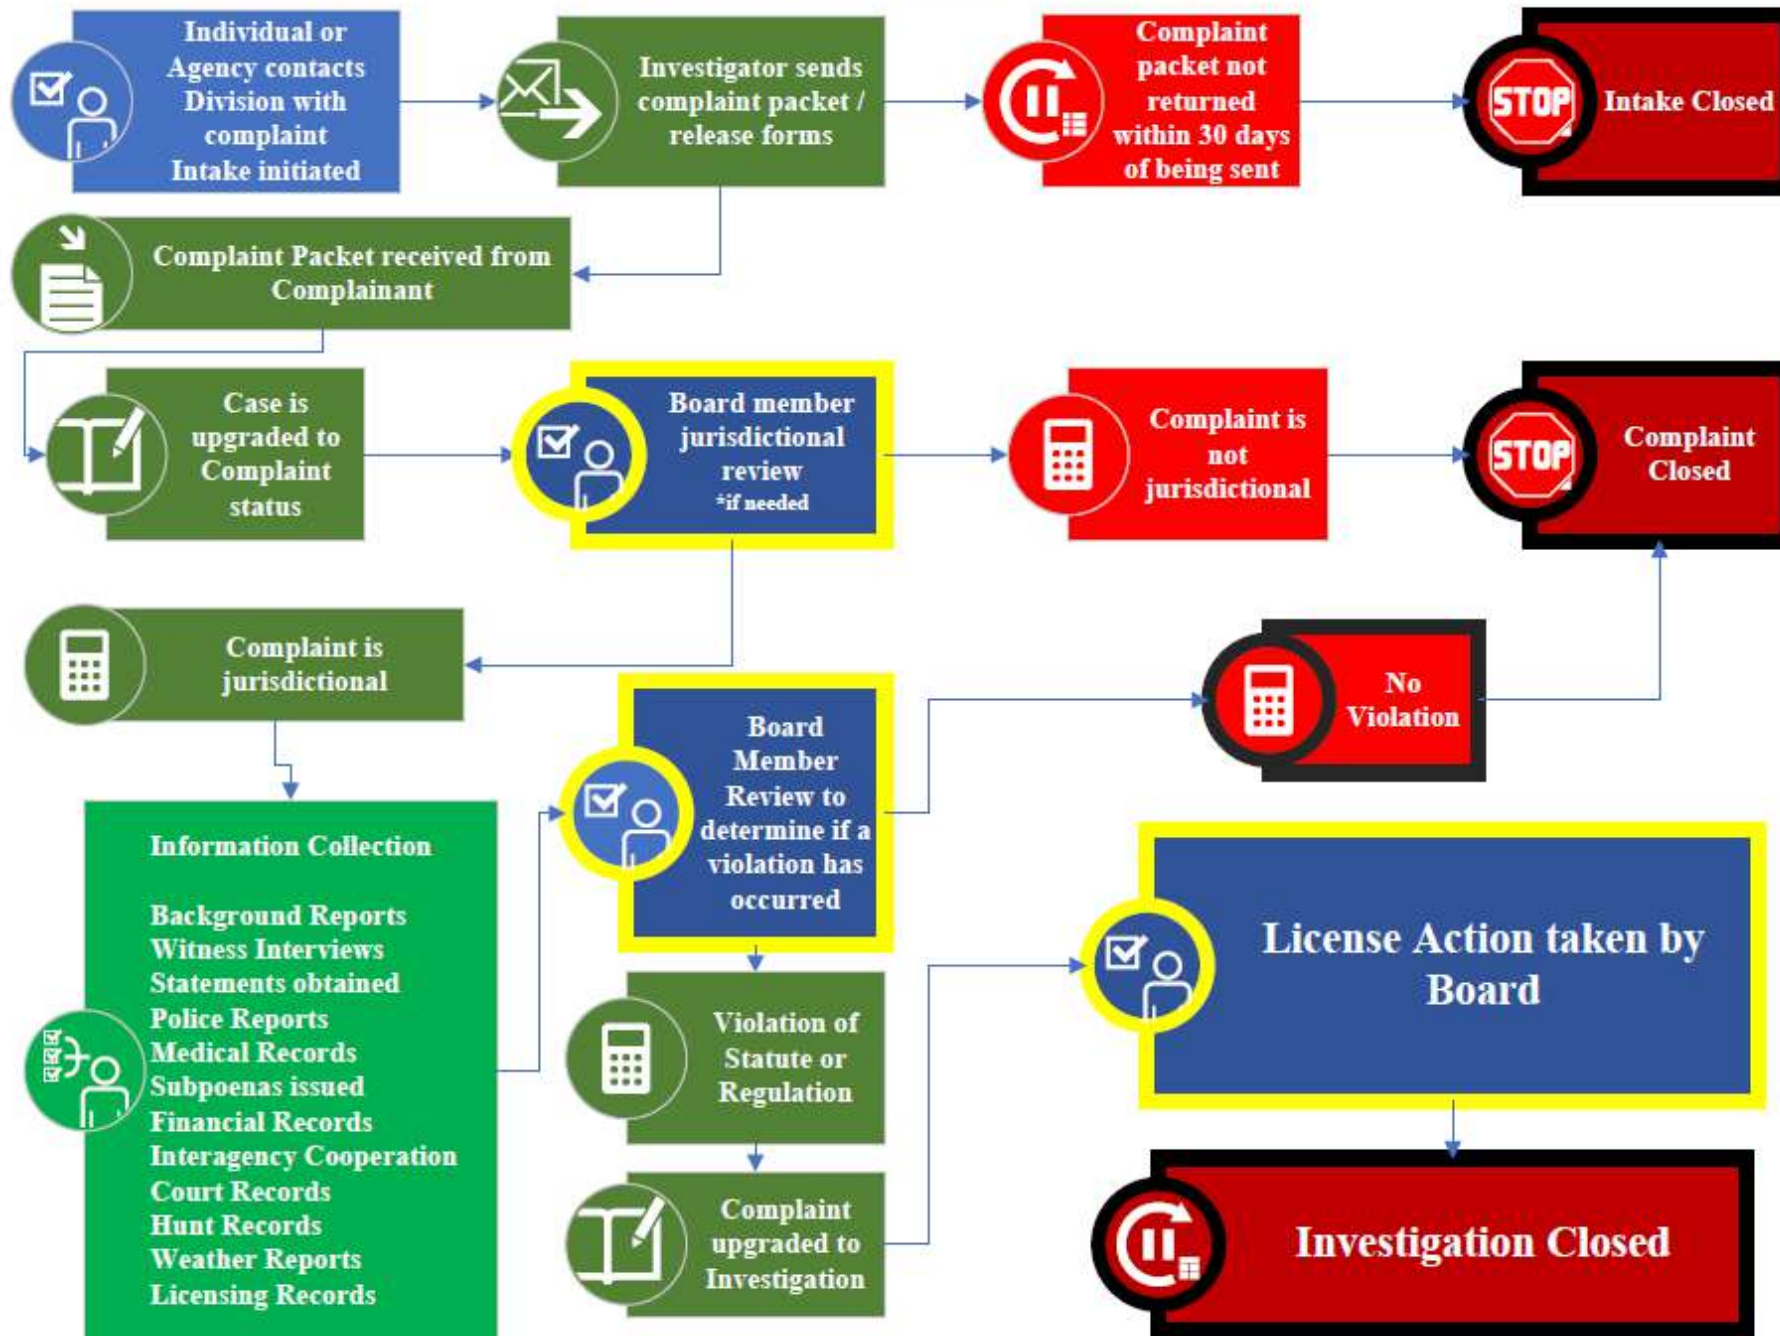 Individual or
Agency contacts
Division with
complaint
Intake initiated
Investigator sends
complaint packet /
release forms
Complaint
packet not
returned
within 30 days
of being sent
STOP
Intake Closed
Complaint Packet received from
Complainant
Case is
upgraded to
Complaint
status
Board member
jurisdictional
review
*if needed
Complaint is
not
jurisdictional
STOP
Complaint
Closed
Complaint is
jurisdictional
Information Collection
Background Reports
Witness Interviews
Statements obtained
Police Reports
Medical Records
Subpoenas issued
Financial Records
Interagency Cooperation
Court Records
Hunt Records
Weather Reports
Licensing Records
Board
Member
Review to
determine if a
violation has
occurred
No
Violation
Violation of
Statute or
Regulation
Complaint
upgraded to
Investigation
License Action taken by
Board
Investigation Closed